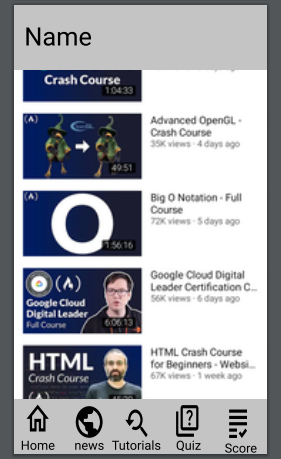 Name
Crash Course
1:04:33
Advanced OpenGL -
Crash Course
35K views · 4 days ago
49:51
Big O Notation - Full
Course
72K views · 5 days ago
1:56:16
Google Cloud Digital
Leader Certification C...
56K views · 6 days ago
Google Cloud
Digital Leader
Full Course
6:06:13
HTML Crash Course
for Beginners - Websi...
67K views · 1 week ago
HTML
Crash Course
Home
news
Tutorials
Quiz
Score